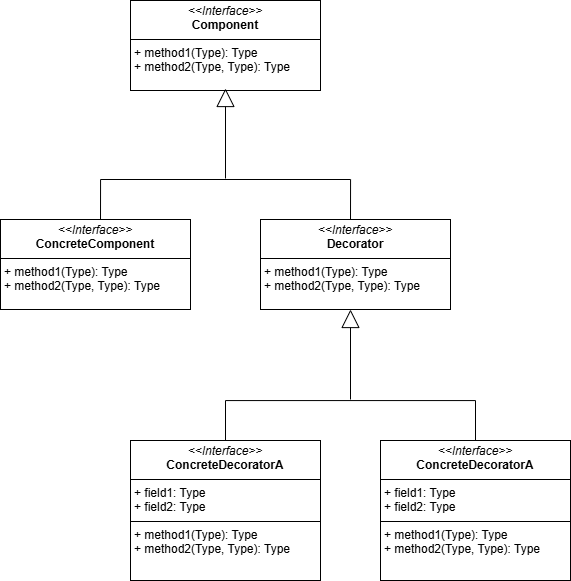 <<Interface>>
Component
+ method1(Type): Type
+ method2(Type, Type): Type
<<Interface>>
ConcreteComponent
+ method1(Type): Type
+ method2(Type, Type): Type
<<Interface>>
Decorator
+ method1(Type): Type
+ method2(Type, Type): Type
<<Interface>>
ConcreteDecoratorA
+ field1: Type
+ field2: Type
+ method1(Type): Type
+ method2(Type, Type): Type
<<Interface>>
ConcreteDecoratorA
+ field1: Type
+ field2: Type
+ method1(Type): Type
+ method2(Type, Type): Type